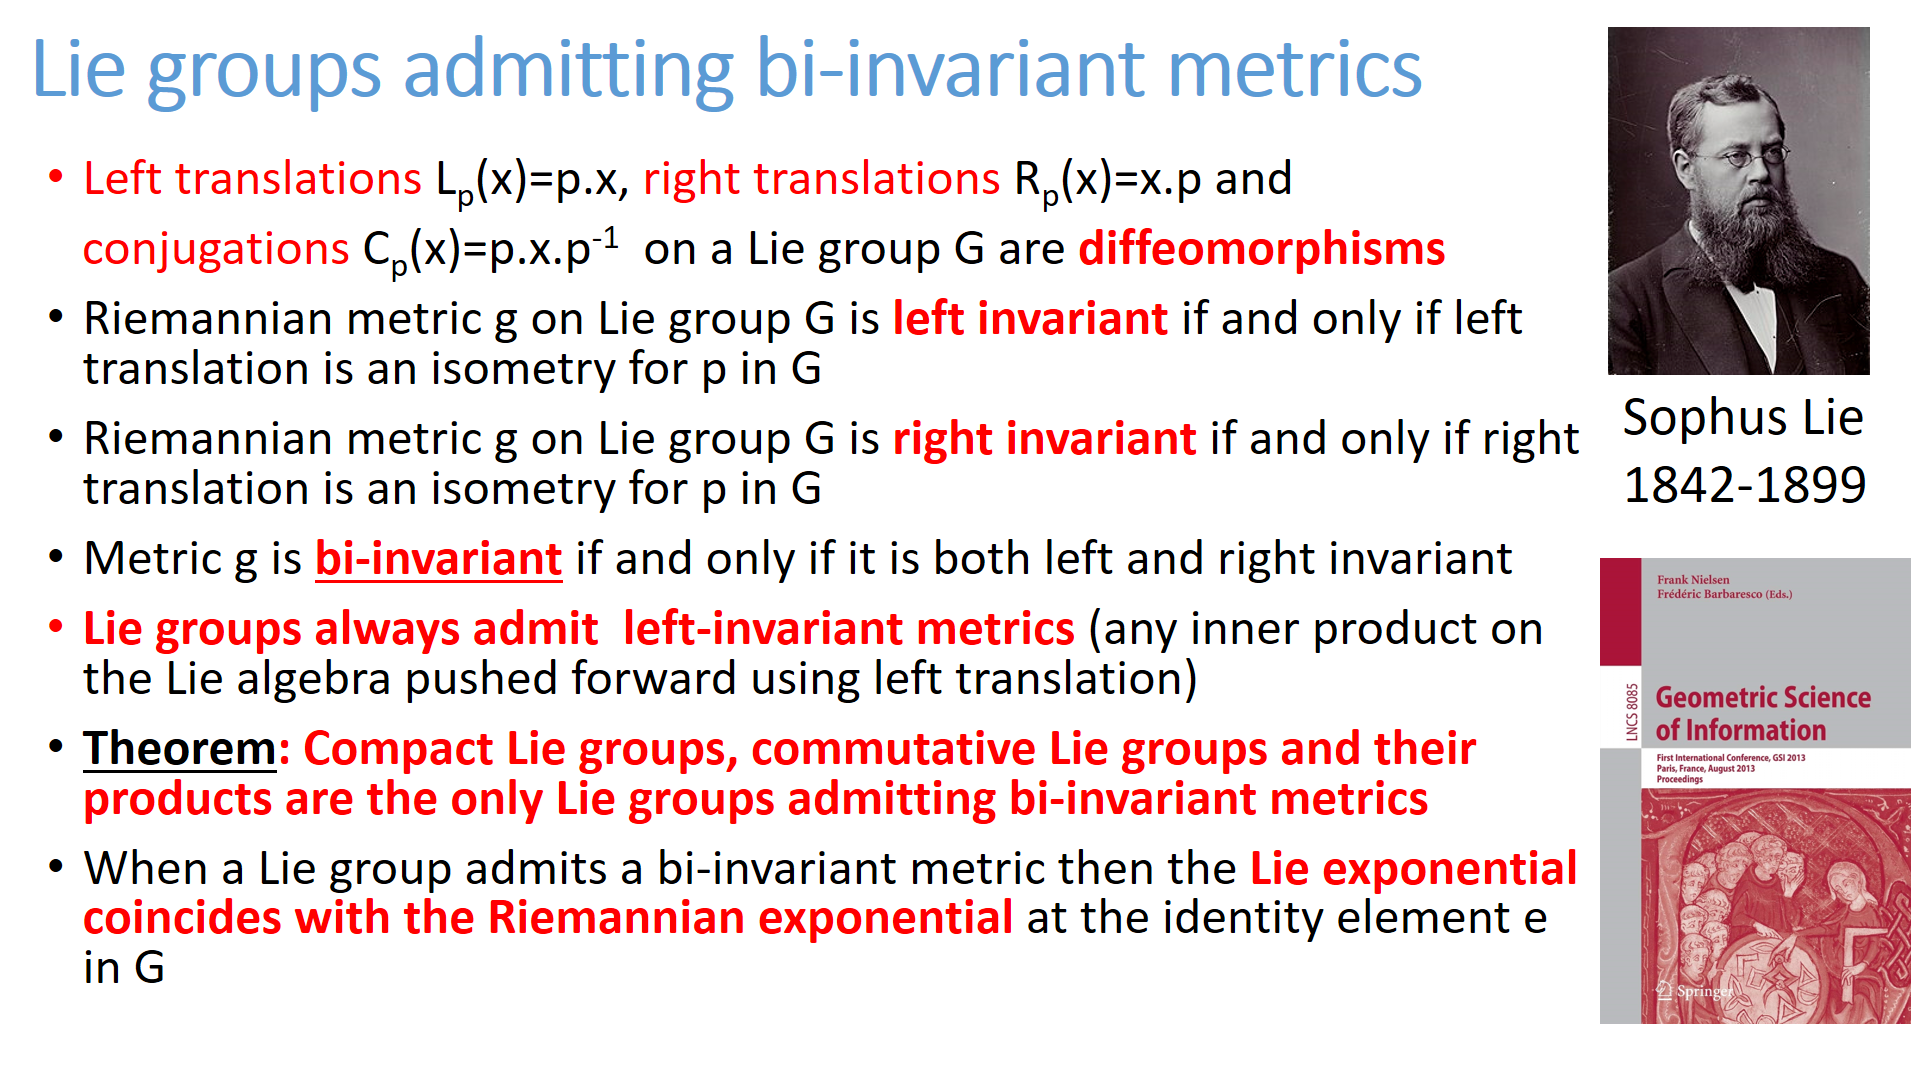 Lie groups admitting bi-invariant metrics
• Left translations Lp(x)=p.x, right translations Rp(x)=x.p and
conjugations Cp(x)=p.x.p-1 on a Lie group G are diffeomorphisms
• Riemannian metric g on Lie group G is left invariant if and only if left
translation is an isometry for p in G
• Riemannian metric g on Lie group G is right invariant if and only if right
translation is an isometry for p in G
• Metric g is bi-invariant if and only if it is both left and right invariant
• Lie groups always admit left-invariant metrics (any inner product on
the Lie algebra pushed forward using left translation)
• Theorem: Compact Lie groups, commutative Lie groups and their
products are the only Lie groups admitting bi-invariant metrics
• When a Lie group admits a bi-invariant metric then the Lie exponential
coincides with the Riemannian exponential at the identity element e
in G
Sophus Lie
1842-1899
Frank Nielsen
Frédéric Barbaresco (Eds.)
LNCS 8085
Geometric Science
of Information
First International Conference, GSI 2013
Paris, France, August 2013
Proceedings
Springer